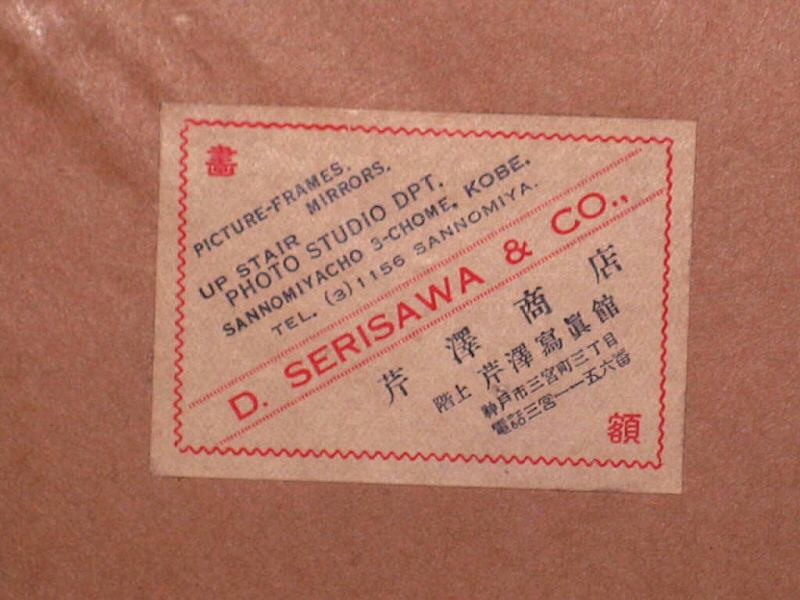 畫
PICTURE-FRAMES.
MIRRORS.
UP STAIR
PHOTO STUDIO DPT.
SANNOMIYACHO 3-CHOME, KOBE.
TEL. (3) 1156 SANNOMIYA.
D. SERISAWA & CO.,
芹澤商店
階上 芹澤寫眞館
神戸市三宮町三丁目
電話三宮一一五六番
額